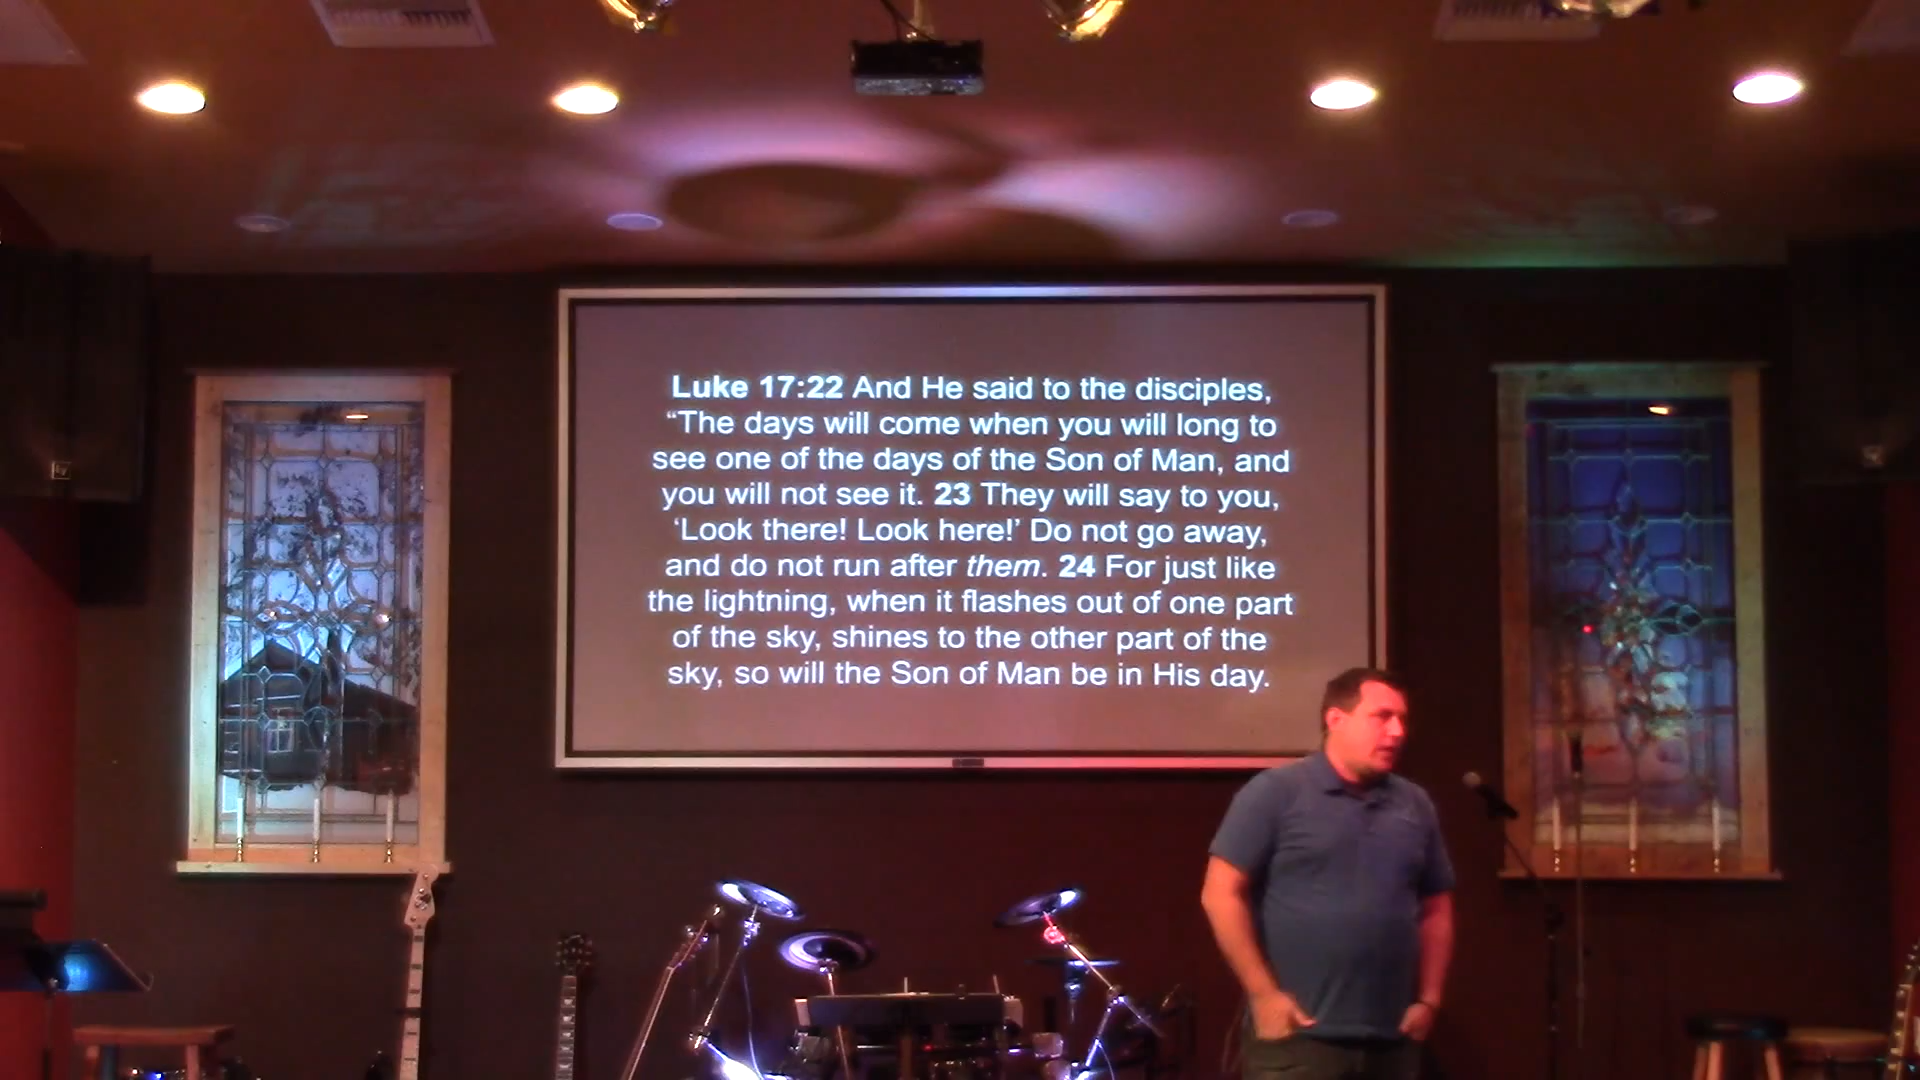 Luke 17:22 And He said to the disciples,
“The days will come when you will long to
see one of the days of the Son of Man, and
you will not see it. 23 They will say to you,
‘Look there! Look here!’ Do not go away,
and do not run after them. 24 For just like
the lightning, when it flashes out of one part
of the sky, shines to the other part of the
sky, so will the Son of Man be in His day.